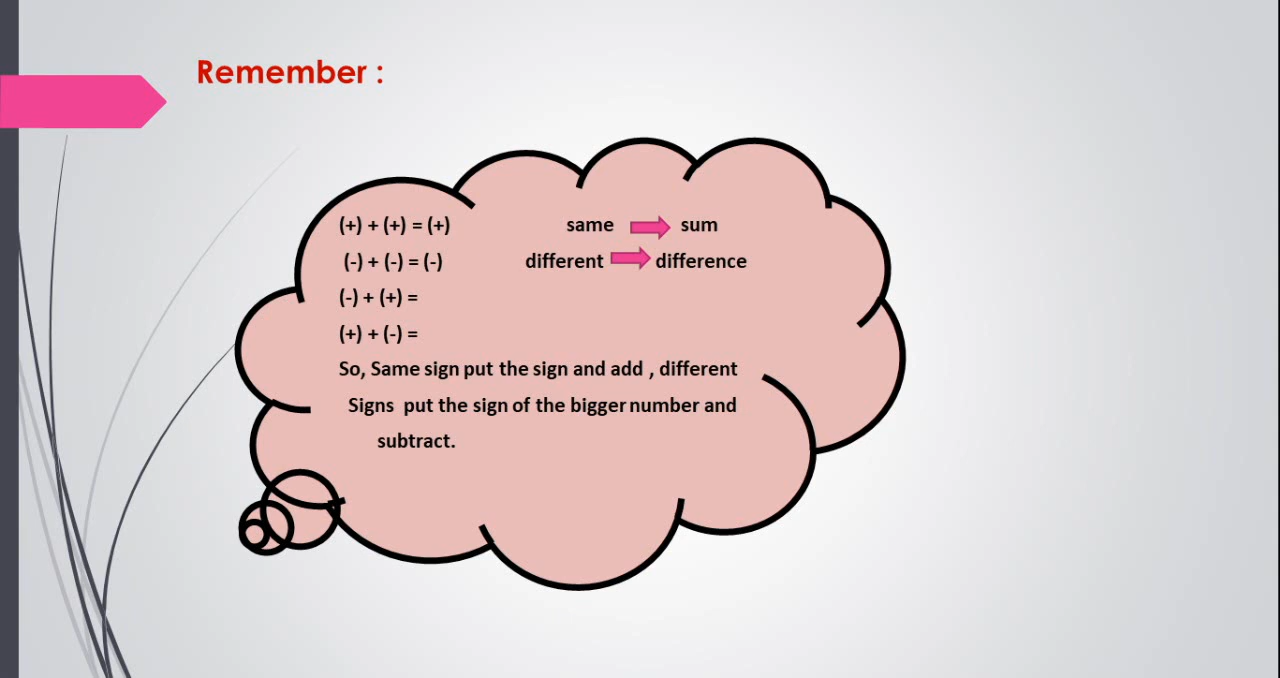 Remember :
(+) + (+) = (+) same sum
(-) + (-) = (-) different difference
(-) + (+) =
(+) + (-) =
So, Same sign put the sign and add , different
Signs put the sign of the bigger number and
subtract.